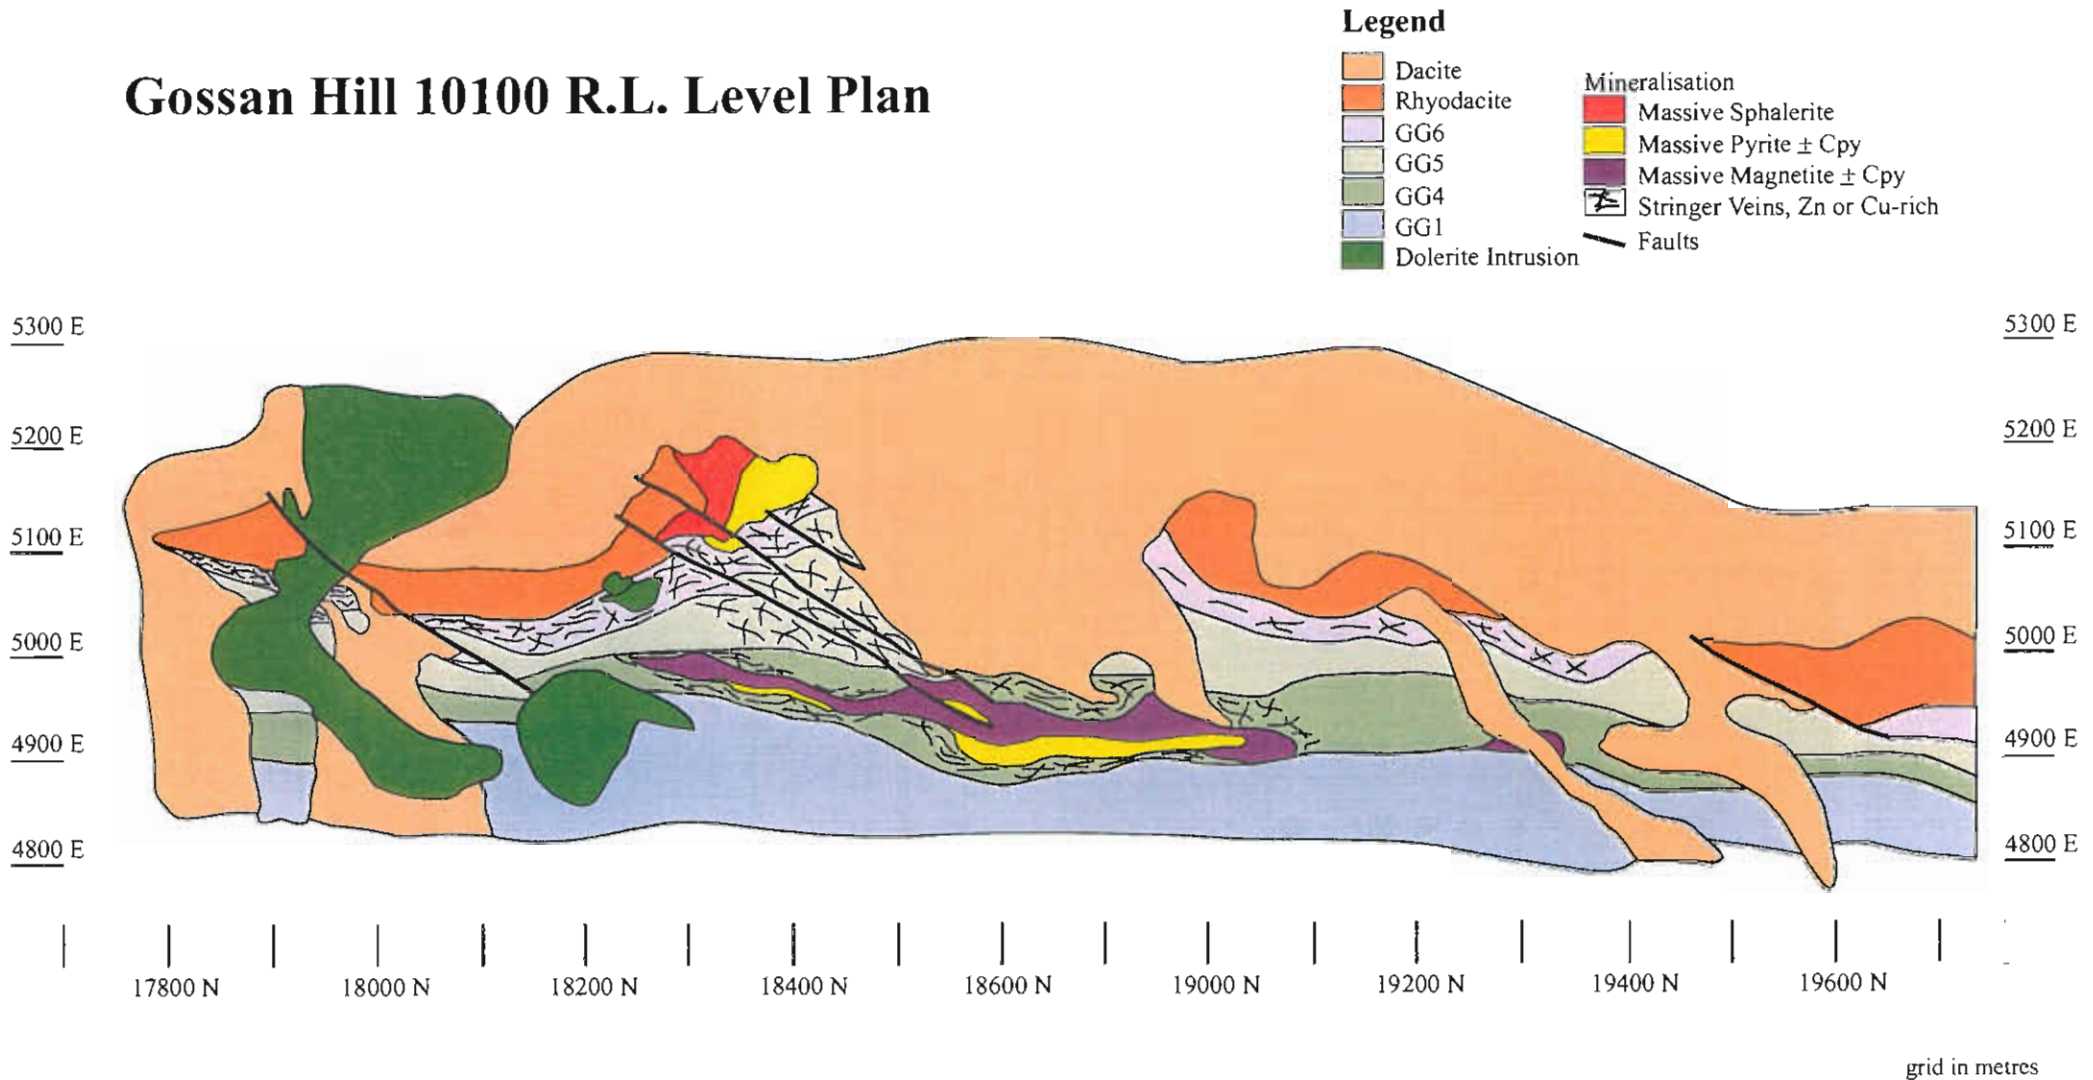 Gossan Hill 10100 R.L. Level Plan
Legend
Dacite
Rhyodacite
GG6
GG5
GG4
GG1
Dolerite Intrusion
Mineralisation
Massive Sphalerite
Massive Pyrite ± Cpy
Massive Magnetite ± Cpy
Stringer Veins, Zn or Cu-rich
Faults
5300 E
5200 E
5100 E
5000 E
4900 E
4800 E
5300 E
5200 E
5100 E
5000 E
4900 E
4800 E
17800 N 18000 N 18200 N 18400 N 18600 N 19000 N 19200 N 19400 N 19600 N
grid in metres